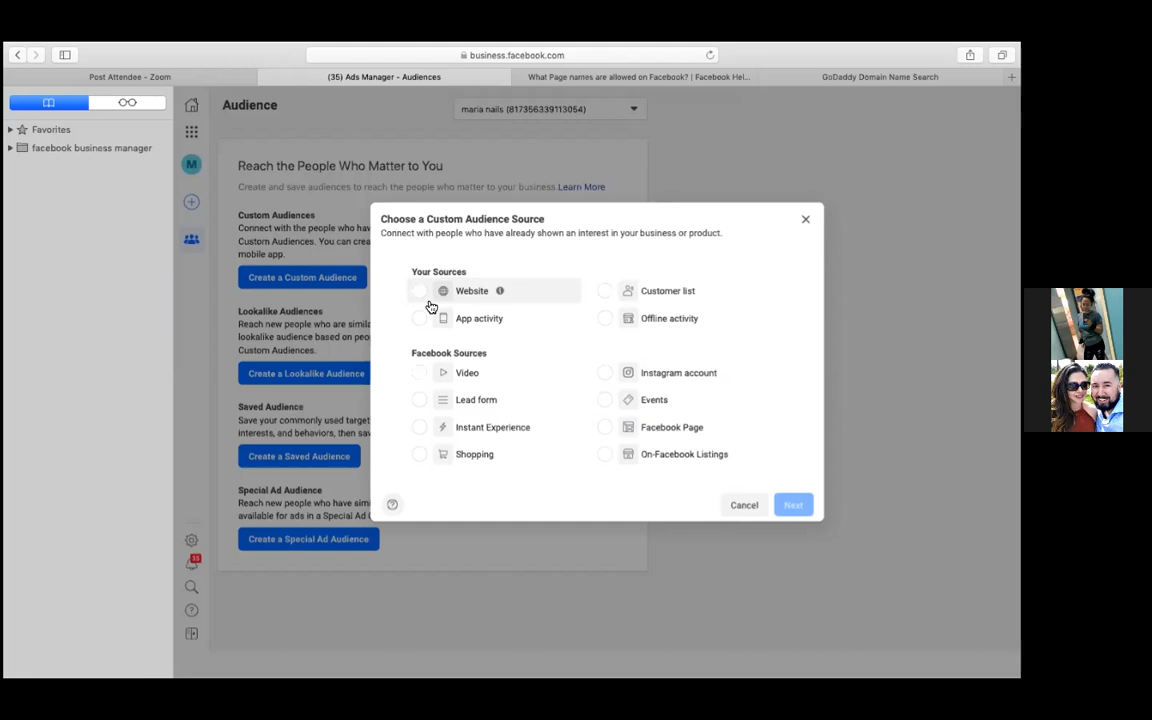 business.facebook.com
Post Attendee - Zoom
(35) Ads Manager - Audiences
What Page names are allowed on Facebook? | Facebook Hel...
GoDaddy Domain Name Search
Favorites
facebook business manager
Audience
maria nails (817356339113054)
M
Reach the People Who Matter to You
Create and save audiences to reach the people who matter to your business.Learn More
Custom Audiences
Connect with people who hav
Custom Audiences. You can crea
mobile app.
Create a Custom Audience
Lookalike Audiences
Reach new people who are simila
lookalike audience based on peop
Custom Audiences.
Create a Lookalike Audience
Saved Audience
Save your commonly used target
interests, and behaviors, then sav
Create a Saved Audience
Special Ad Audience
Reach new people who have simi
available for ads in a Special Ad C
Create a Special Ad Audience
35
Choose a Custom Audience Source
Connect with people who have already shown an interest in your business or product.
Your Sources
Website
Customer list
App activity
Offline activity
Facebook Sources
Video
Instagram account
Lead form
Events
Instant Experience
Facebook Page
Shopping
On-Facebook Listings
Cancel
Next